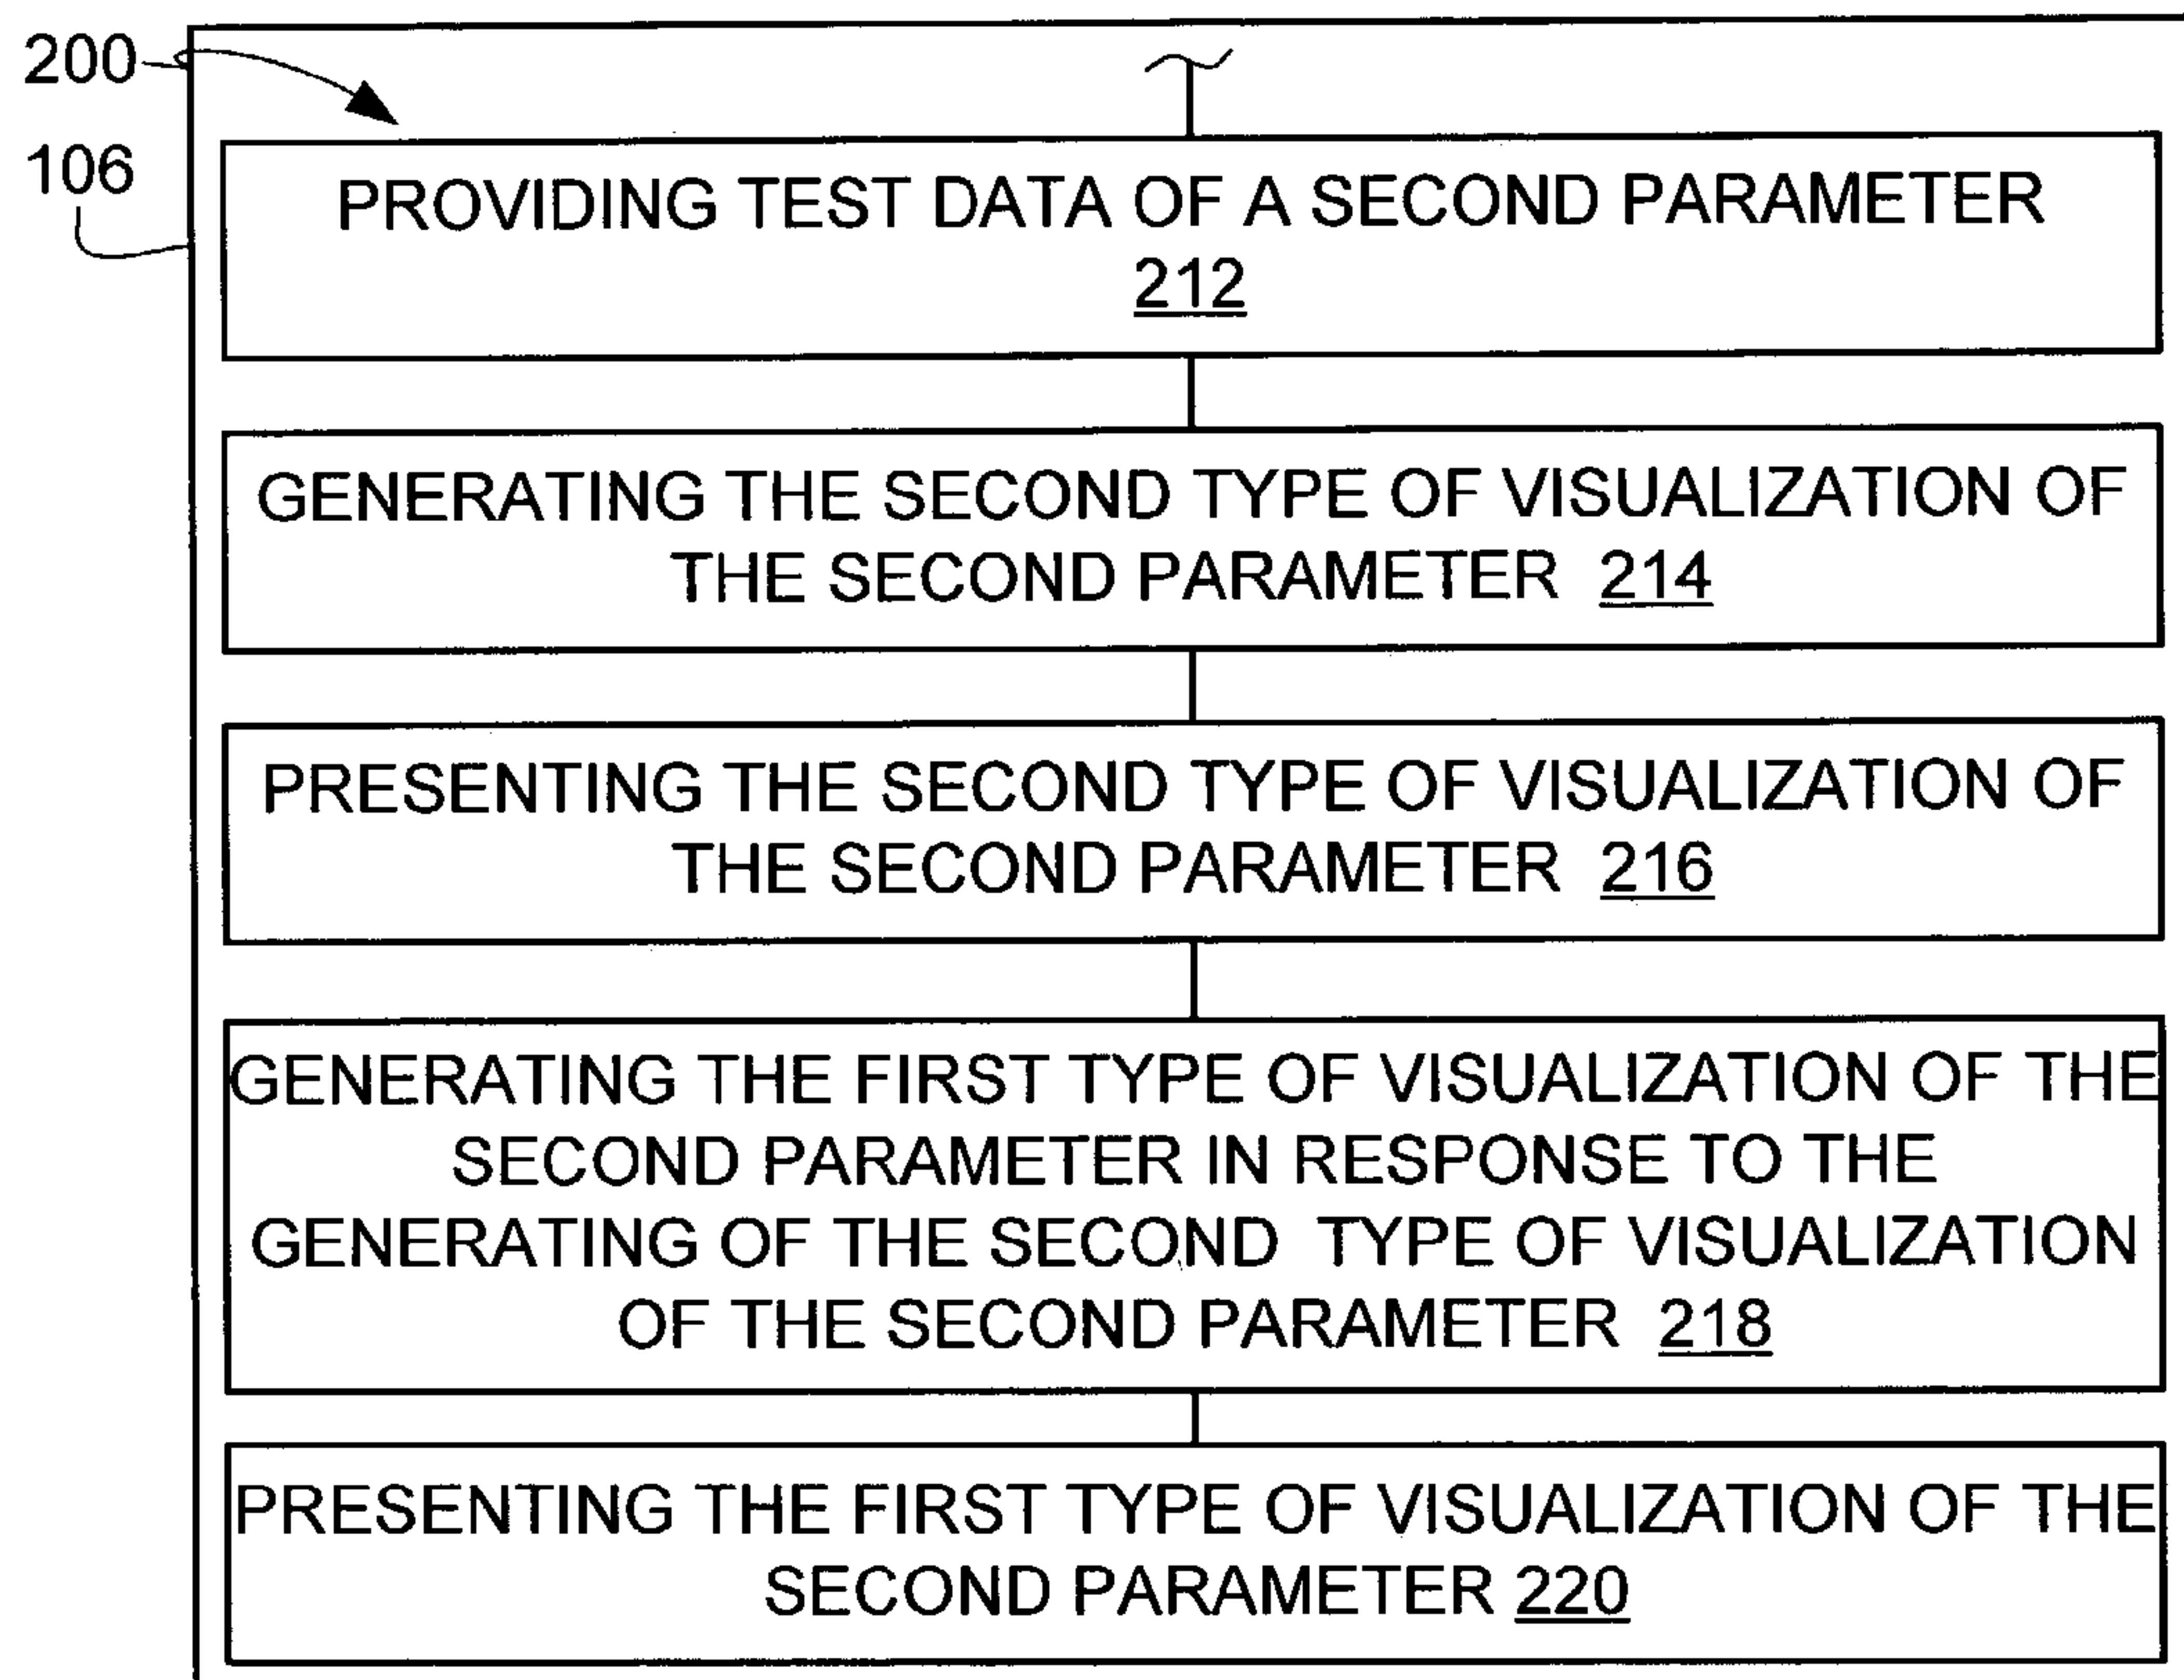 200
106
PROVIDING TEST DATA OF A SECOND PARAMETER
212
GENERATING THE SECOND TYPE OF VISUALIZATION OF
THE SECOND PARAMETER 214
PRESENTING THE SECOND TYPE OF VISUALIZATION OF
THE SECOND PARAMETER 216
GENERATING THE FIRST TYPE OF VISUALIZATION OF THE
SECOND PARAMETER IN RESPONSE TO THE
GENERATING OF THE SECOND TYPE OF VISUALIZATION
OF THE SECOND PARAMETER 218
PRESENTING THE FIRST TYPE OF VISUALIZATION OF THE
SECOND PARAMETER 220